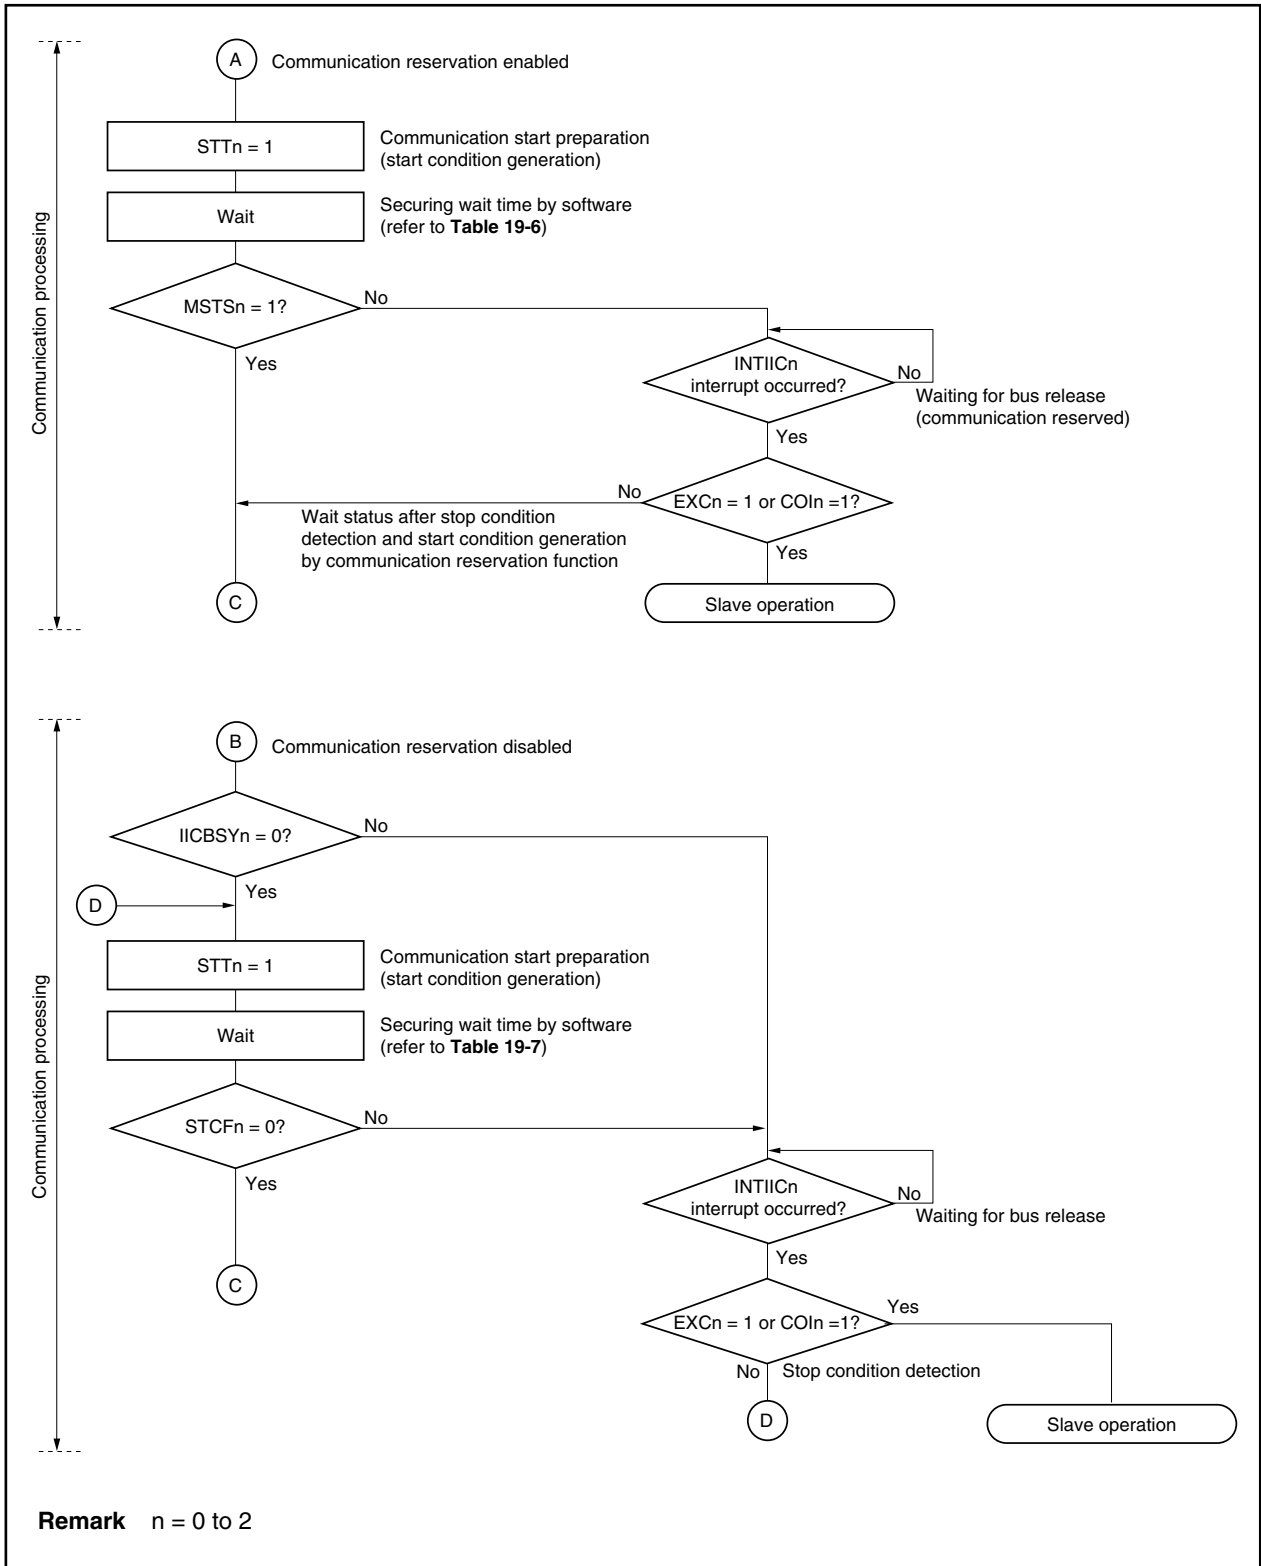 A
Communication reservation enabled
STTn = 1
Communication start preparation
(start condition generation)
Wait
Securing wait time by software
(refer to Table 19-6)
MSTSn = 1?
No
Yes
INTIICn
interrupt occurred?
No
Waiting for bus release
(communication reserved)
Yes
EXCn = 1 or COIn =1?
No
Wait status after stop condition
detection and start condition generation
by communication reservation function
Yes
C
Slave operation
Communication processing
B
Communication reservation disabled
IICBSYn = 0?
No
Yes
D
STTn = 1
Communication start preparation
(start condition generation)
Wait
Securing wait time by software
(refer to Table 19-7)
STCFn = 0?
No
Yes
INTIICn
interrupt occurred?
No
Waiting for bus release
Yes
C
EXCn = 1 or COIn =1?
Yes
No
Stop condition detection
D
Slave operation
Communication processing
Remark n = 0 to 2